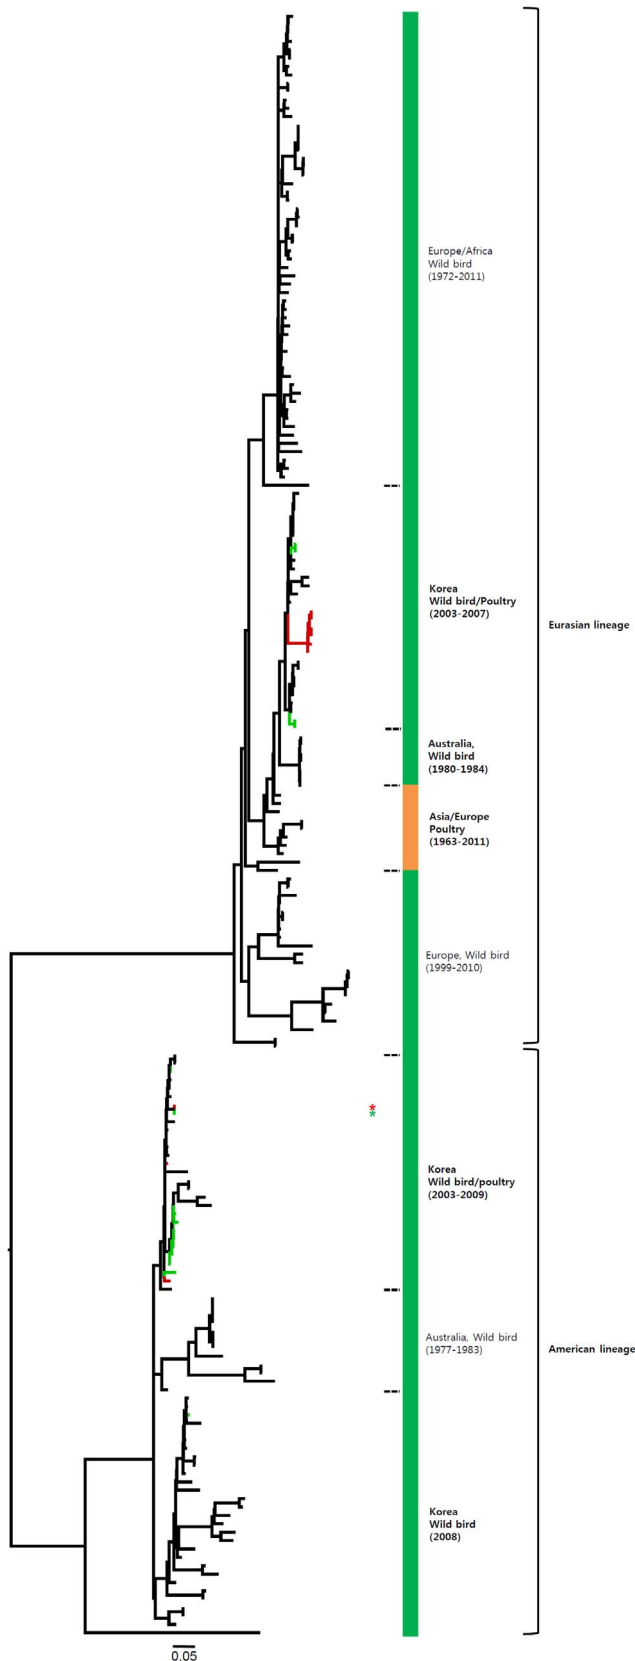 Europe/Africa
Wild bird
(1972-2011)
Korea
Wild bird/Poultry
(2003-2007)
Eurasian lineage
Australia,
Wild bird
(1980-1984)
Asia/Europe
Poultry
(1963-2011)
Europe, Wild bird
(1999-2010)
*
*
Korea
Wild bird/poultry
(2003-2009)
Australia, Wild bird
(1977-1983)
American lineage
Korea
Wild bird
(2008)
0.05